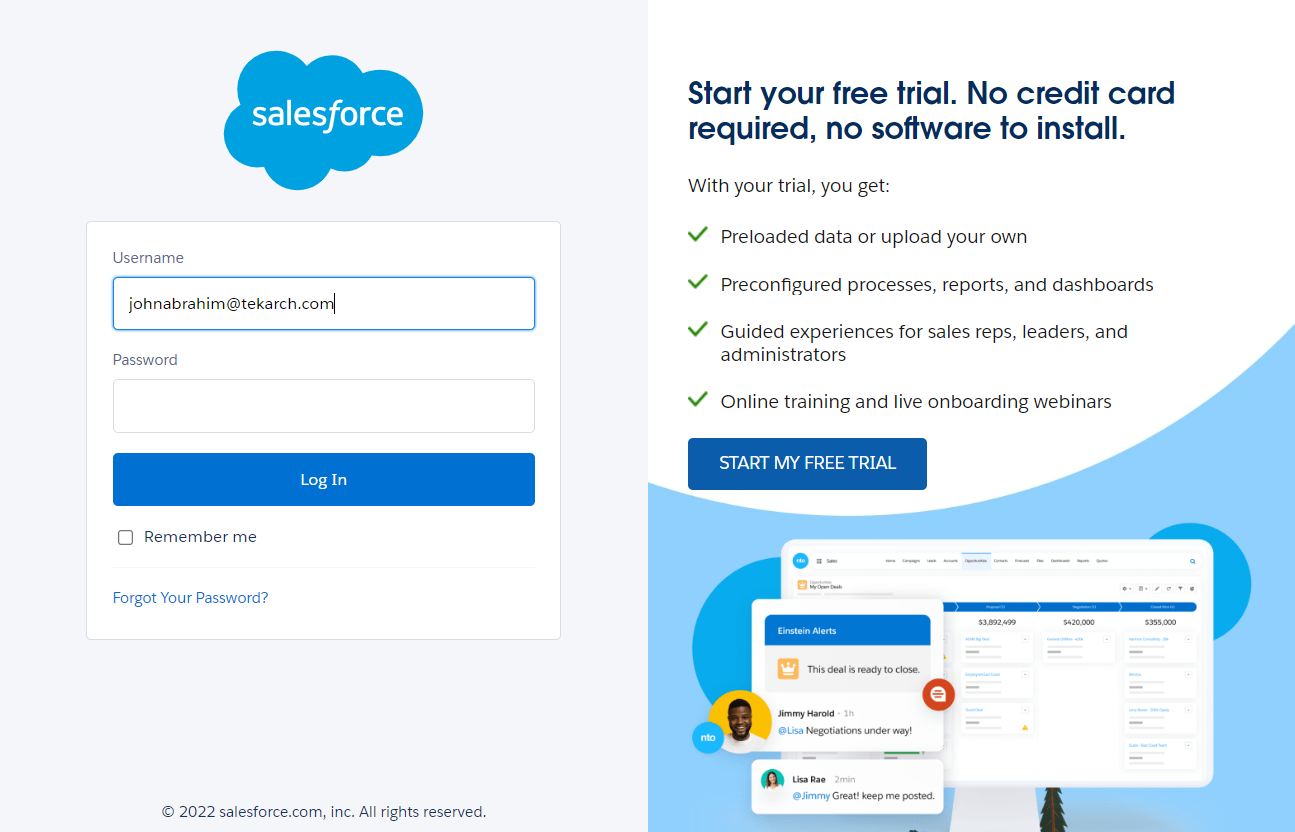 salesforce
Username
johnabrahim@tekarch.com
Password
Log In
Remember me
Forgot Your Password?
© 2022 salesforce.com, inc. All rights reserved.
Start your free trial. No credit card
required, no software to install.
With your trial, you get:
Preloaded data or upload your own
Preconfigured processes, reports, and dashboards
Guided experiences for sales reps, leaders, and
administrators
Online training and live onboarding webinars
START MY FREE TRIAL
nto
Sales
Home Campaigns Leads Accounts Opportunities Contacts Forecasts Files Dashboards Reports Quotes
Opportunities
My Open Deals
$3,892,499 $420,000 $355,000
Einstein Alerts
This deal is ready to close.
Jimmy Harold · 1h
@Lisa Negotiations under way!
nto
Lisa Rae 2min
@Jimmy Great! keep me posted.